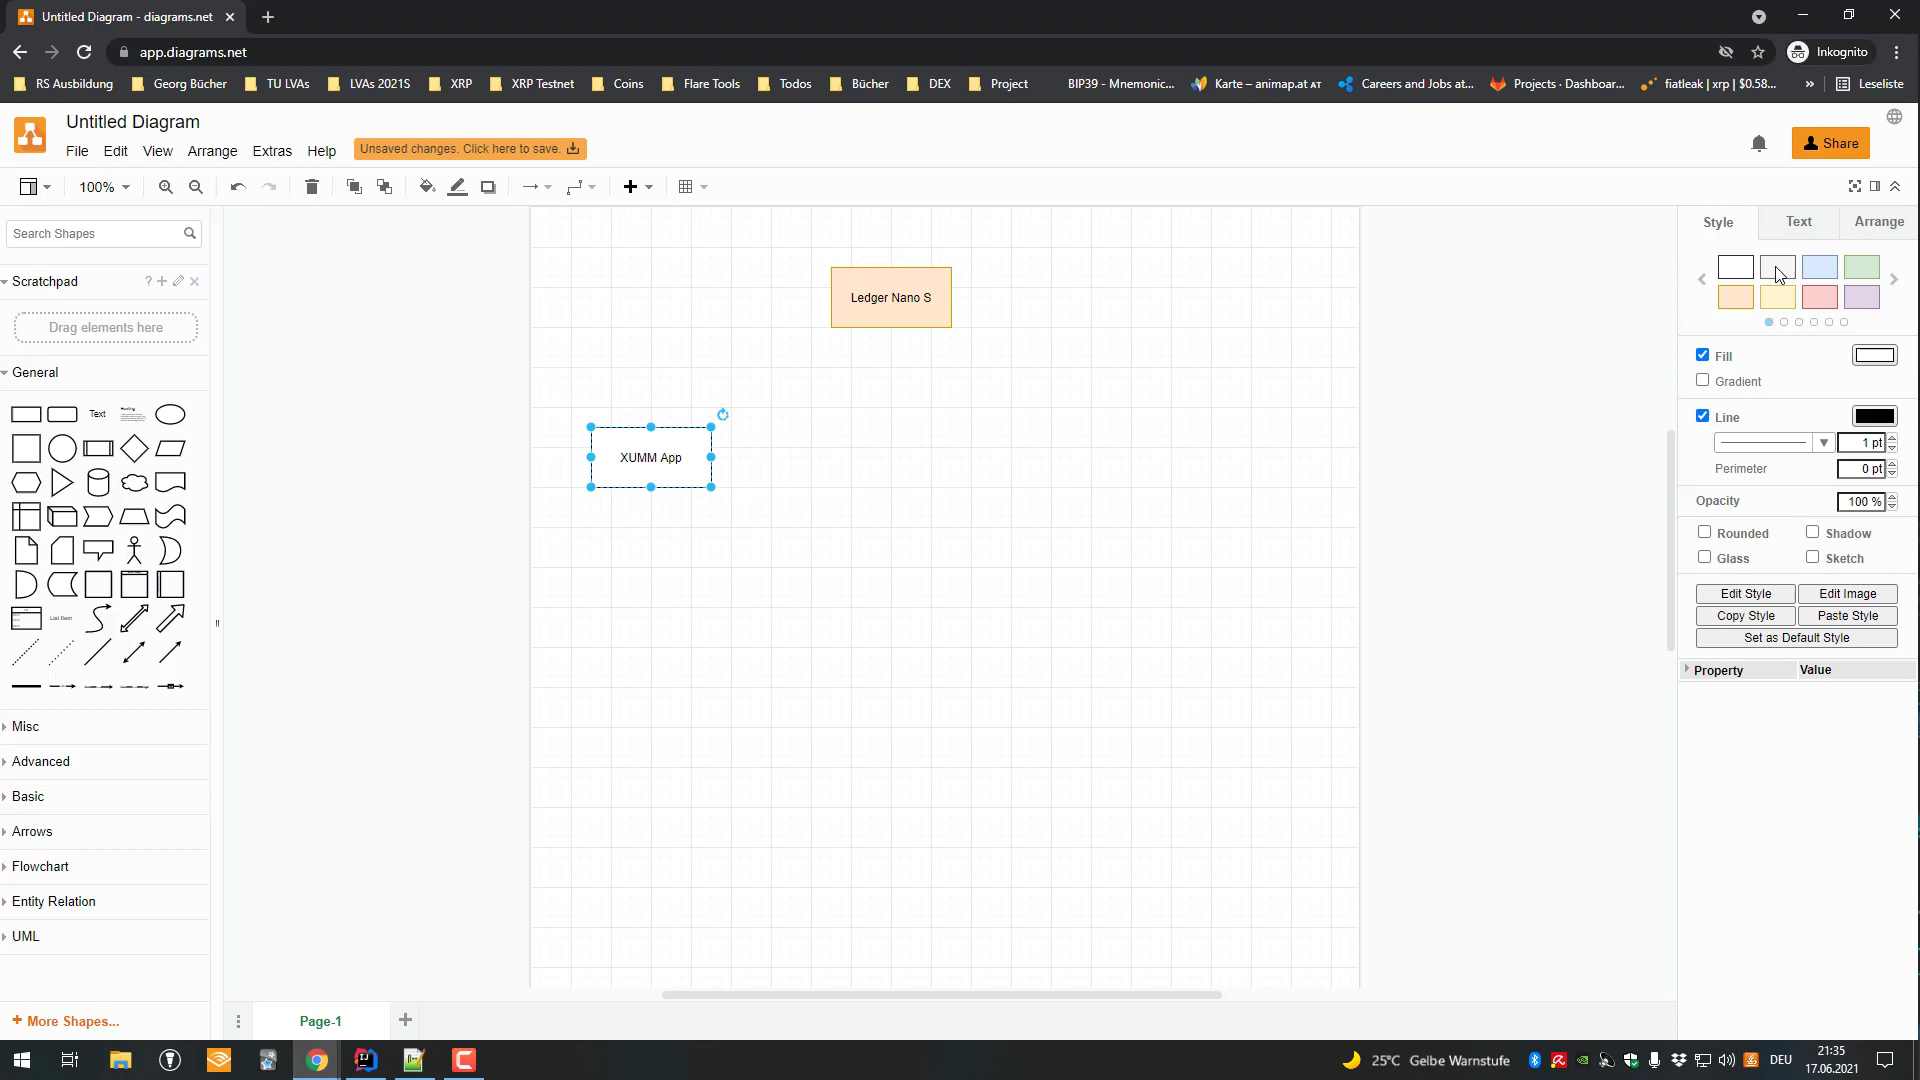 Untitled Diagram - diagrams.net
app.diagrams.net
Inkognito
RS Ausbildung
Georg Bücher
TU LVAs
LVAs 2021S
XRP
XRP Testnet
Coins
Flare Tools
Todos
Bücher
DEX
Project
BIP39 - Mnemonic...
Karte – animap.at AT
Careers and Jobs at...
Projects · Dashboar...
fiatleak | xrp | $0.58...
»
Leseliste
Untitled Diagram
File
Edit
View
Arrange
Extras
Help
Unsaved changes. Click here to save.
Share
100%
Search Shapes
Scratchpad
?
Drag elements here
General
Text
Heading
List Item
Misc
Advanced
Basic
Arrows
Flowchart
Entity Relation
UML
+ More Shapes...
Ledger Nano S
XUMM App
Page-1
Style
Text
Arrange
Fill
Gradient
Line
1 pt
Perimeter
0 pt
Opacity
100 %
Rounded
Shadow
Glass
Sketch
Edit Style
Edit Image
Copy Style
Paste Style
Set as Default Style
Property
Value
25°C Gelbe Warnstufe
DEU
21:35
17.06.2021